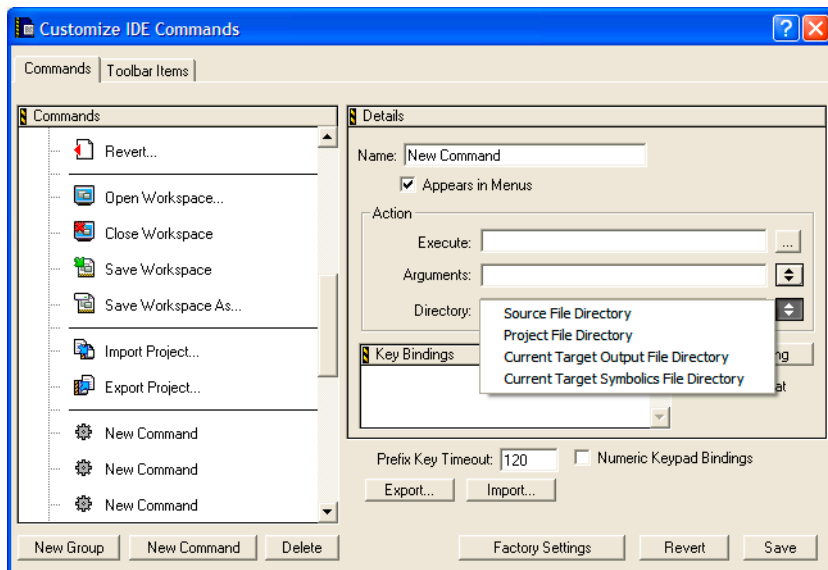 Customize IDE Commands
Commands
Toolbar Items
Commands
Revert...
Open Workspace...
Close Workspace
Save Workspace
Save Workspace As...
Import Project...
Export Project...
New Command
New Command
New Command
New Group
New Command
Delete
Details
Name: New Command
Appears in Menus
Action
Execute:
...
Arguments:
Directory:
Source File Directory
Project File Directory
Current Target Output File Directory
Current Target Symbolics File Directory
Key Bindings
Prefix Key Timeout: 120
Numeric Keypad Bindings
Export...
Import...
Factory Settings
Revert
Save